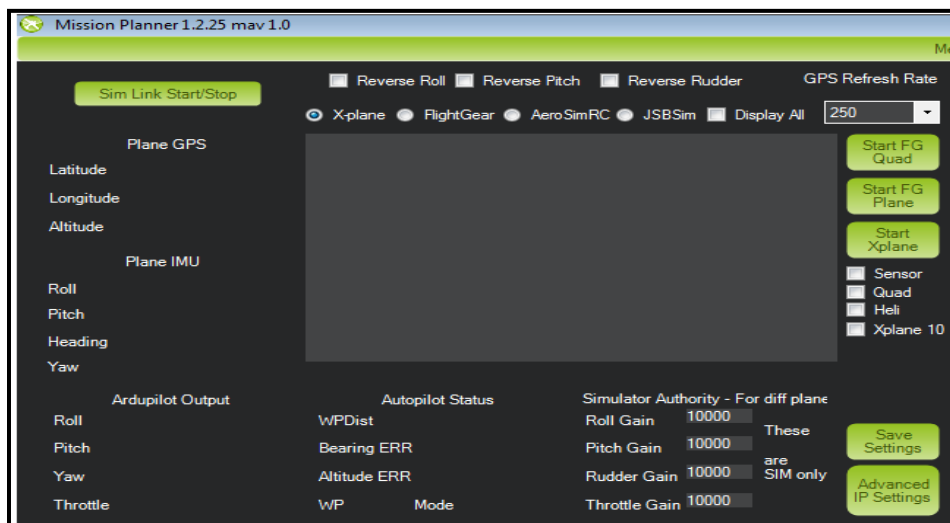 Mission Planner 1.2.25 mav 1.0
Me
Sim Link Start/Stop
Reverse Roll Reverse Pitch Reverse Rudder
GPS Refresh Rate
X-plane FlightGear AeroSimRC JSBSim Display All
250
Plane GPS
Latitude
Longitude
Altitude
Plane IMU
Roll
Pitch
Heading
Yaw
Start FG
Quad
Start FG
Plane
Start
Xplane
Sensor
Quad
Heli
Xplane 10
Ardupilot Output
Roll
Pitch
Yaw
Throttle
Autopilot Status
WPDist
Bearing ERR
Altitude ERR
WP Mode
Simulator Authority - For diff plane
Roll Gain 10000
Pitch Gain 10000
Rudder Gain 10000
Throttle Gain 10000
These
are
SIM only
Save
Settings
Advanced
IP Settings